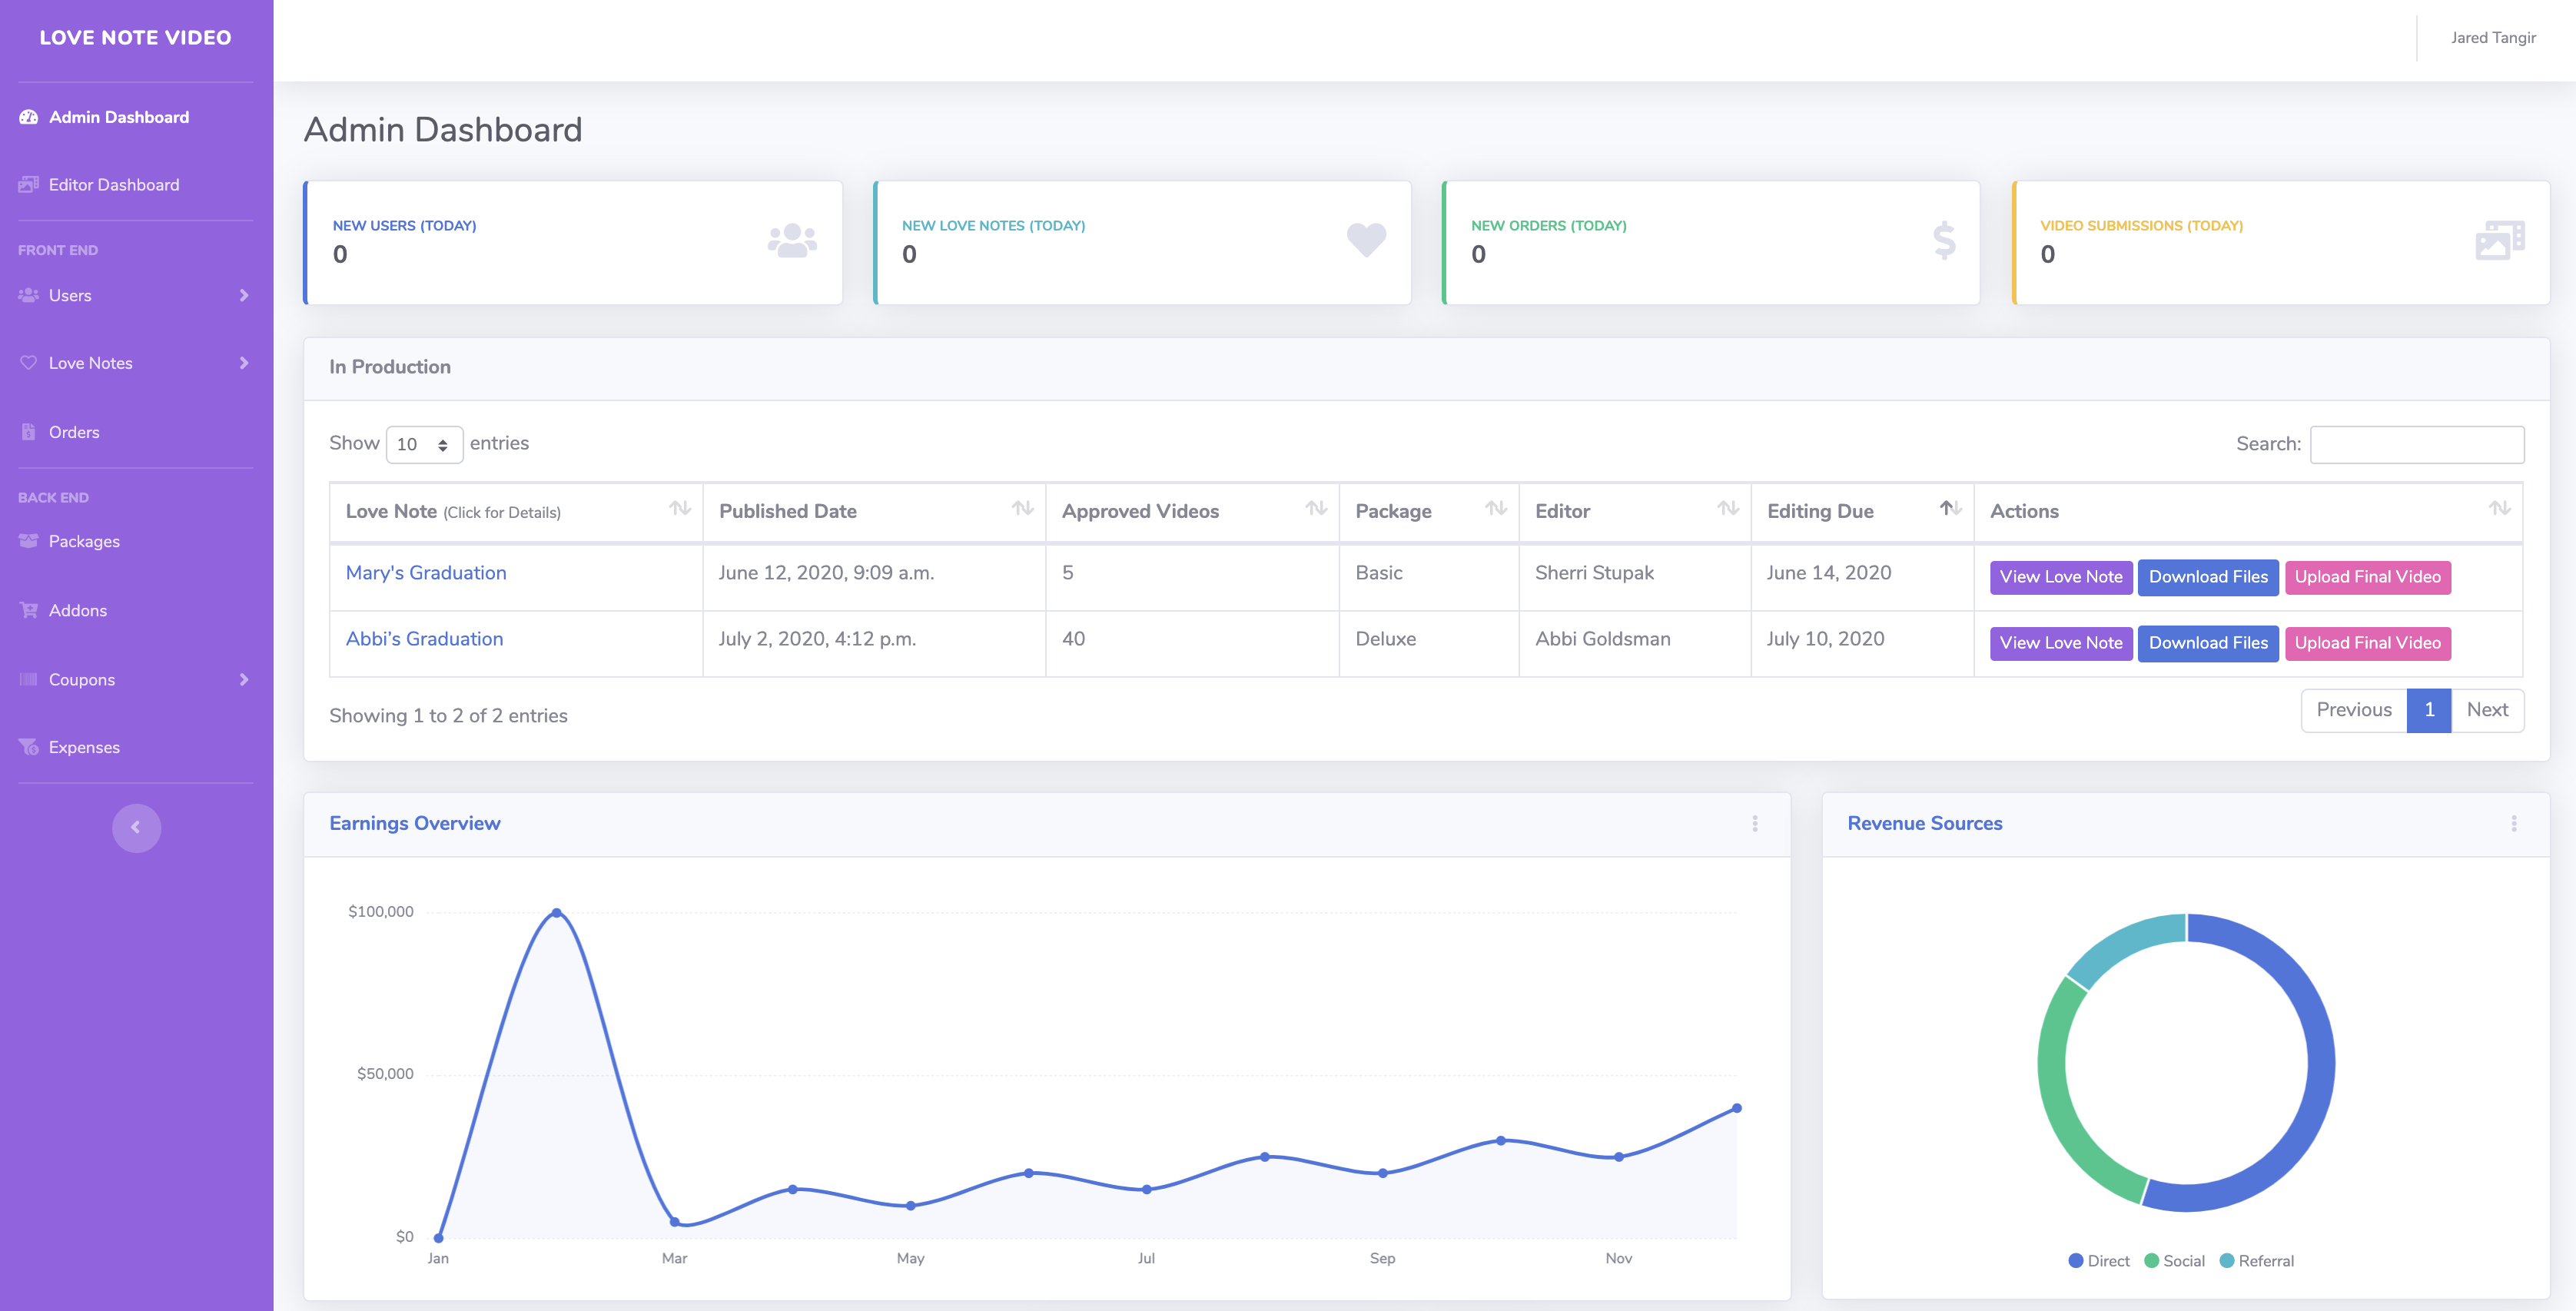 LOVE NOTE VIDEO
Jared Tangir
Admin Dashboard
Editor Dashboard
FRONT END
Users
Love Notes
Orders
BACK END
Packages
Addons
Coupons
Expenses
Admin Dashboard
NEW USERS (TODAY)
0
NEW LOVE NOTES (TODAY)
0
NEW ORDERS (TODAY)
0
VIDEO SUBMISSIONS (TODAY)
0
In Production
Show 10 entries
Search:
Love Note (Click for Details) Published Date Approved Videos Package Editor Editing Due Actions
Mary's Graduation June 12, 2020, 9:09 a.m. 5 Basic Sherri Stupak June 14, 2020 View Love Note Download Files Upload Final Video
Abbi's Graduation July 2, 2020, 4:12 p.m. 40 Deluxe Abbi Goldsman July 10, 2020 View Love Note Download Files Upload Final Video
Showing 1 to 2 of 2 entries
Previous 1 Next
Earnings Overview
$100,000
$50,000
$0
Jan Mar May Jul Sep Nov
Revenue Sources
Direct Social Referral